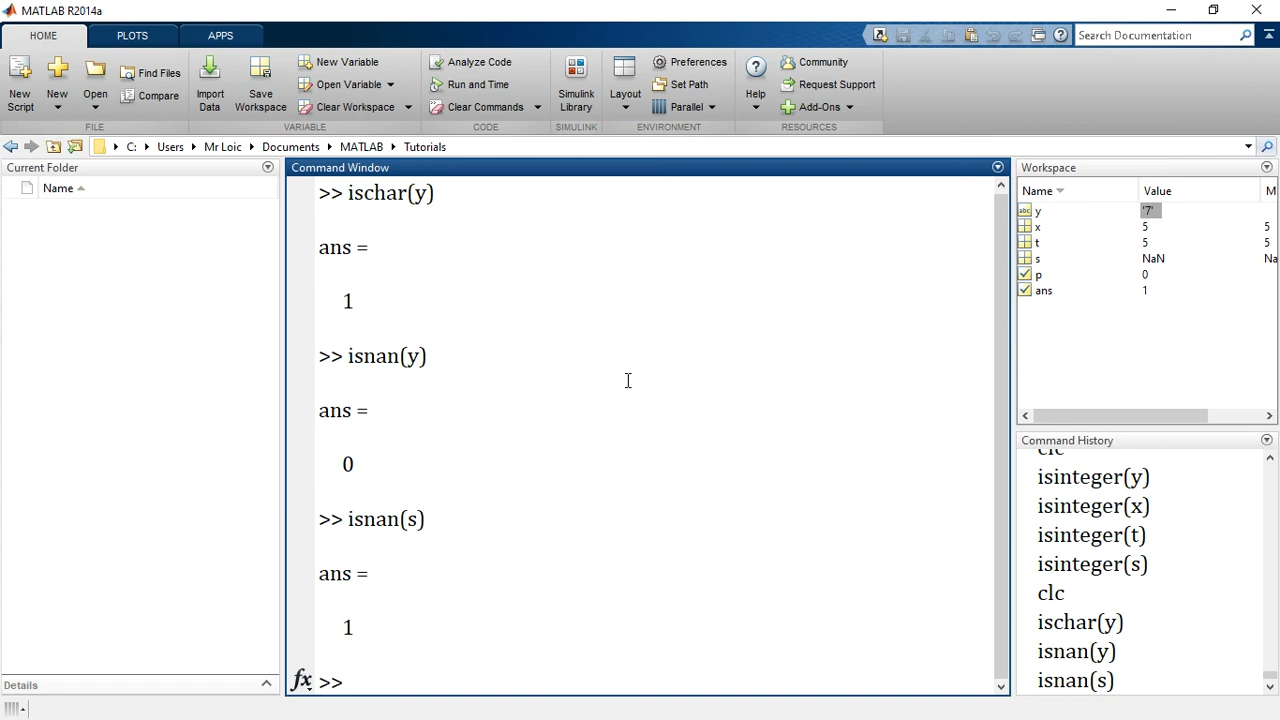 MATLAB R2014a
HOME PLOTS APPS
Search Documentation
New Script
New
Open
Find Files
Compare
FILE
Import Data
Save Workspace
New Variable
Open Variable
Clear Workspace
VARIABLE
Analyze Code
Run and Time
Clear Commands
CODE
Simulink Library
SIMULINK
Layout
Preferences
Set Path
Parallel
ENVIRONMENT
Help
Community
Request Support
Add-Ons
RESOURCES
C: Users Mr Loic Documents MATLAB Tutorials
Current Folder
Name
Details
Command Window
>> ischar(y)
ans =
1
>> isnan(y)
ans =
0
>> isnan(s)
ans =
1
fx >>
Workspace
Name Value M
abc y '7'
x 5 5
t 5 5
s NaN Na
p 0
ans 1
Command History
clc
isinteger(y)
isinteger(x)
isinteger(t)
isinteger(s)
clc
ischar(y)
isnan(y)
isnan(s)